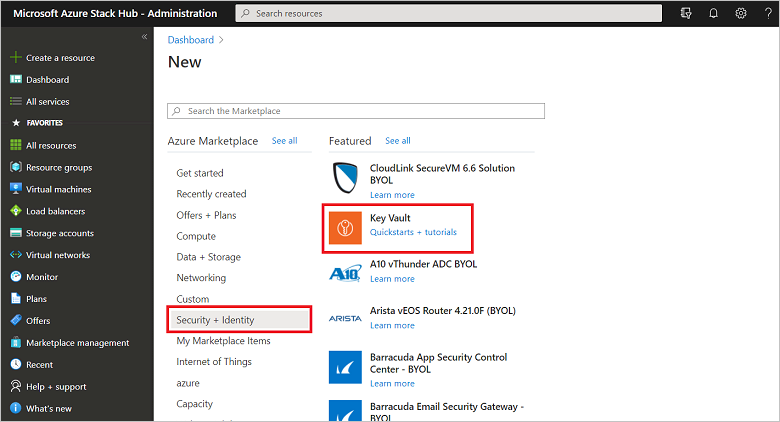 Microsoft Azure Stack Hub - Administration
Search resources
?
«
Create a resource
Dashboard
All services
FAVORITES
All resources
Resource groups
Virtual machines
Load balancers
Storage accounts
Virtual networks
Monitor
Plans
Offers
Marketplace management
Recent
Help + support
What's new
Dashboard >
New
Search the Marketplace
Azure Marketplace See all
Get started
Recently created
Offers + Plans
Compute
Data + Storage
Networking
Custom
Security + Identity
My Marketplace Items
Internet of Things
azure
Capacity
Featured See all
CloudLink SecureVM 6.6 Solution
BYOL
Learn more
Key Vault
Quickstarts + tutorials
A10
A10 vThunder ADC BYOL
Learn more
ARISTA
Arista vEOS Router 4.21.0F (BYOL)
Learn more
Barracuda App Security Control
Center - BYOL
Learn more
Barracuda Email Security Gateway -
BYOL